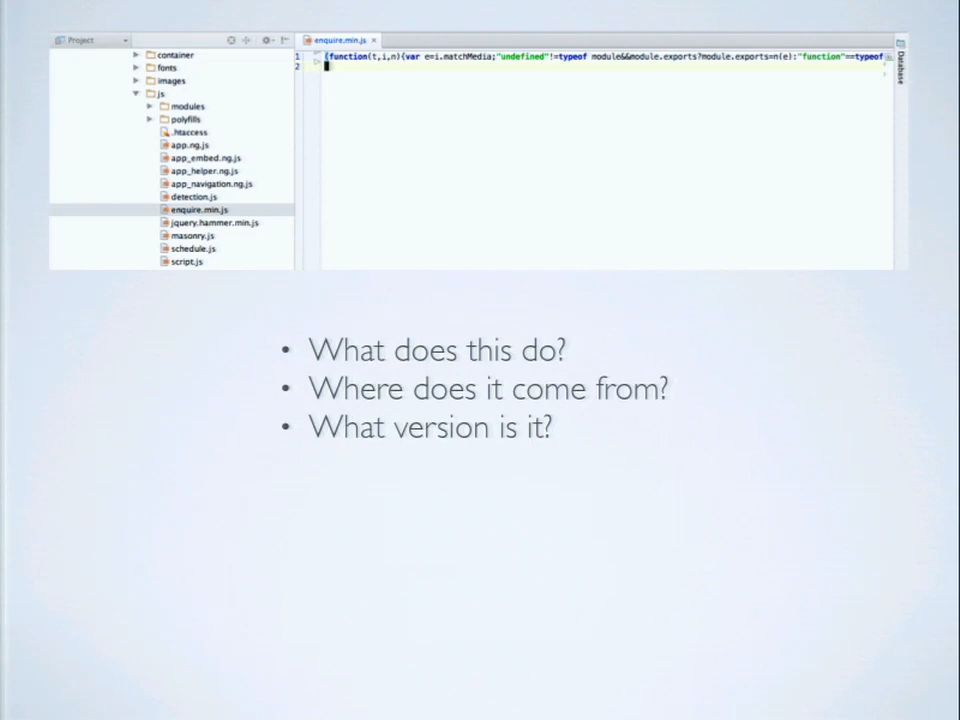 Project
enquire.min.js
container
fonts
images
js
modules
polyfills
.htaccess
app.ng.js
app_embed.ng.js
app_helper.ng.js
app_navigation.ng.js
detection.js
enquire.min.js
jquery.hammer.min.js
masonry.js
schedule.js
script.js
1 (function(t,i,n){var e=i.matchMedia;"undefined"!=typeof module&&module.exports?module.exports=n(e):"function"==typeof
2
Database
• What does this do?
• Where does it come from?
• What version is it?